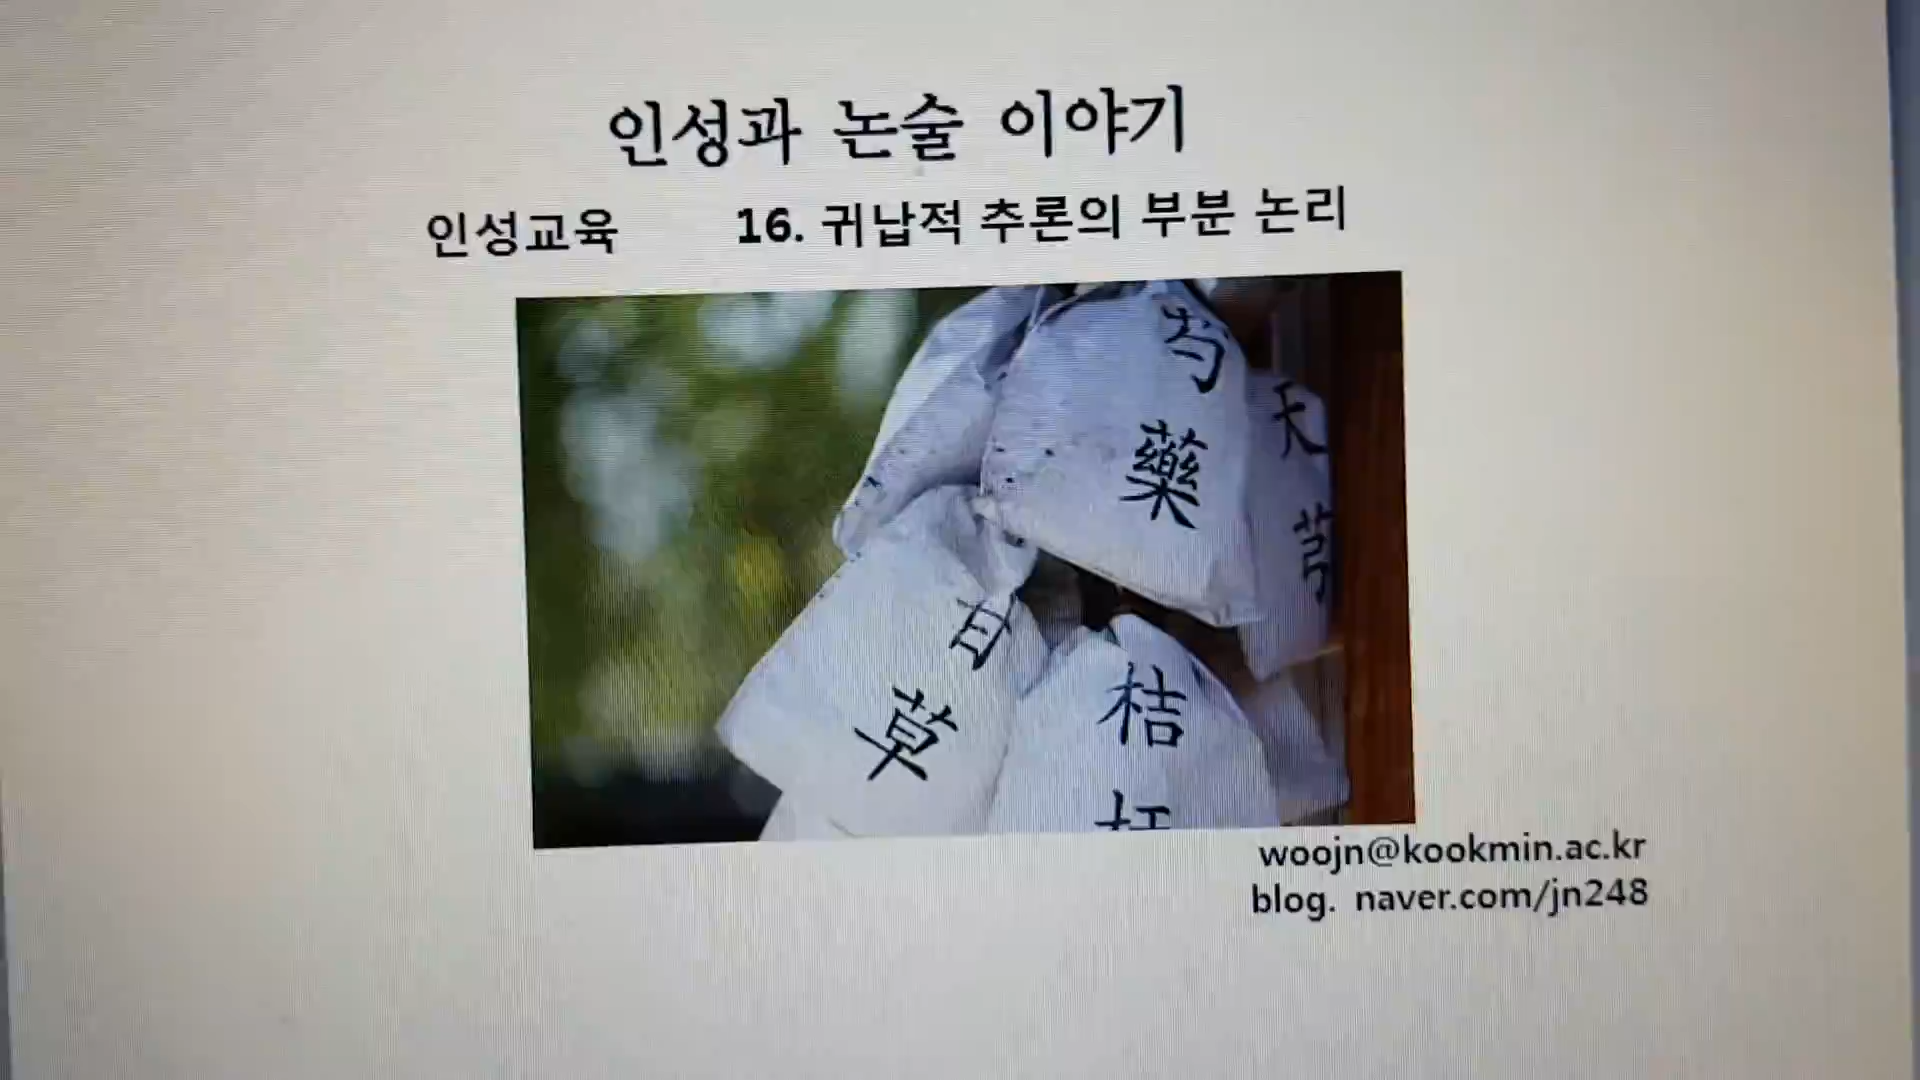 인성과 논술 이야기
인성교육 16. 귀납적 추론의 부분 논리
芍藥
天芎
甘草
桔
woojn@kookmin.ac.kr
blog. naver.com/jn248